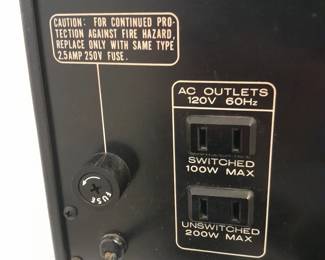 CAUTION: FOR CONTINUED PRO-
TECTION AGAINST FIRE HAZARD,
REPLACE ONLY WITH SAME TYPE
2.5AMP 250V FUSE.
AC OUTLETS
120V 60Hz
SWITCHED
100W MAX
FUSE
UNSWITCHED
200W MAX